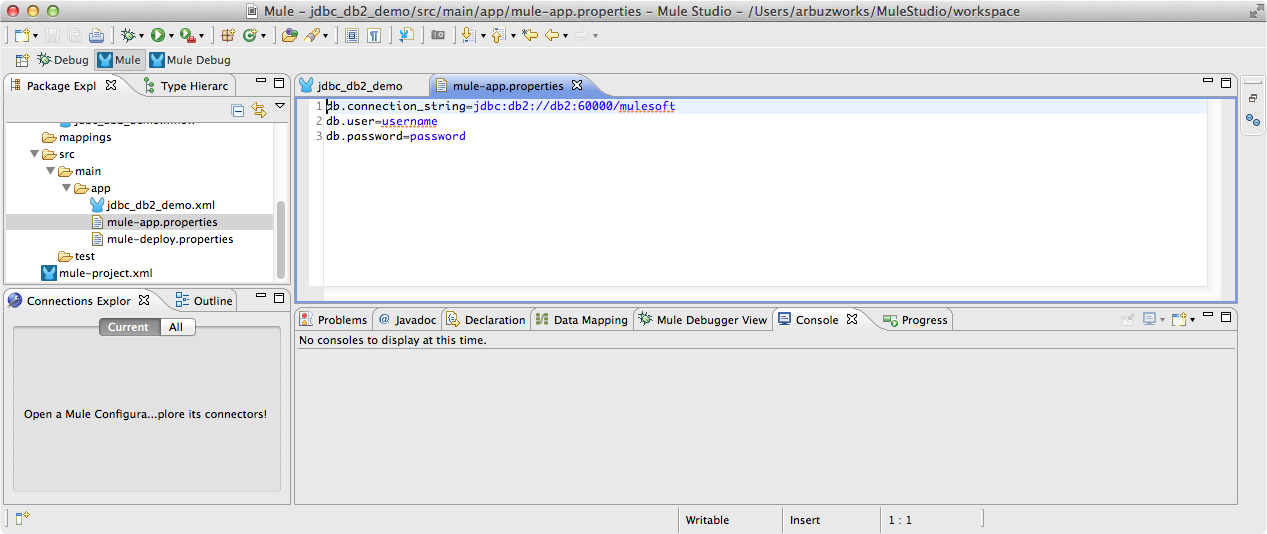 Mule – jdbc_db2_demo/src/main/app/mule-app.properties – Mule Studio – /Users/arbuzworks/MuleStudio/workspace
Debug Mule Mule Debug
Package Expl Type Hierarc
mappings
src
main
app
jdbc_db2_demo.xml
mule-app.properties
mule-deploy.properties
test
mule-project.xml
jdbc_db2_demo mule-app.properties
1 db.connection_string=jdbc:db2://db2:60000/mulesoft
2 db.user=username
3 db.password=password
Connections Explor Outline
Current All
Open a Mule Configura...plore its connectors!
Problems @ Javadoc Declaration Data Mapping Mule Debugger View Console Progress
No consoles to display at this time.
Writable Insert 1 : 1